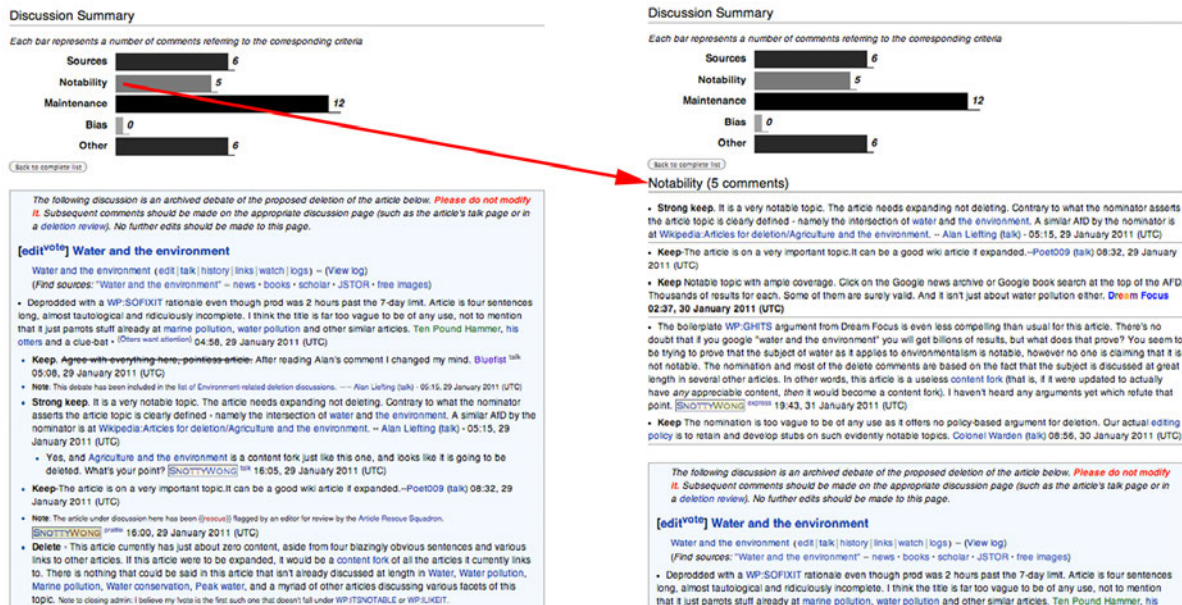 Discussion Summary
Each bar represents a number of comments referring to the corresponding criteria
Sources 6
Notability 5
Maintenance 12
Bias 0
Other 6
Back to complete list
The following discussion is an archived debate of the proposed deletion of the article below. Please do not modify
it. Subsequent comments should be made on the appropriate discussion page (such as the article's talk page or in
a deletion review). No further edits should be made to this page.
[editvote] Water and the environment
Water and the environment (edit|talk|history|links|watch|logs) – (View log)
(Find sources: "Water and the environment" – news • books • scholar • JSTOR • free images)
• Deprodded with a WP:SOFIXIT rationale even though prod was 2 hours past the 7-day limit. Article is four sentences
long, almost tautological and ridiculously incomplete. I think the title is far too vague to be of any use, not to mention
that it just parrots stuff already at marine pollution, water pollution and other similar articles. Ten Pound Hammer, his
otters and a clue-bat • (Otters want attention) 04:58, 29 January 2011 (UTC)
• Keep. Agree with everything here, pointless article. After reading Alan's comment I changed my mind. Bluefist talk
05:08, 29 January 2011 (UTC)
• Note: This debate has been included in the list of Environment-related deletion discussions. -– Alan Liefting (talk) - 05:15, 29 January 2011 (UTC)
• Strong keep. It is a very notable topic. The article needs expanding not deleting. Contrary to what the nominator
asserts the article topic is clearly defined - namely the intersection of water and the environment. A similar AfD by the
nominator is at Wikipedia:Articles for deletion/Agriculture and the environment. – Alan Liefting (talk) - 05:15, 29
January 2011 (UTC)
• Yes, and Agriculture and the environment is a content fork just like this one, and looks like it is going to be
deleted. What's your point? SNOTTYWONG talk 16:05, 29 January 2011 (UTC)
• Keep-The article is on a very important topic.It can be a good wiki article if expanded.--Poet009 (talk) 08:32, 29
January 2011 (UTC)
• Note: The article under discussion here has been {{rescue}} flagged by an editor for review by the Article Rescue Squadron.
SNOTTYWONG prattle 16:00, 29 January 2011 (UTC)
• Delete - This article currently has just about zero content, aside from four blazingly obvious sentences and various
links to other articles. If this article were to be expanded, it would be a content fork of all the articles it currently links
to. There is nothing that could be said in this article that isn't already discussed at length in Water, Water pollution,
Marine pollution, Water conservation, Peak water, and a myriad of other articles discussing various facets of this
topic. Note to closing admin: I believe my !vote is the first such one that doesn't fall under WP:ITSNOTABLE or WP:ILIKEIT.
Discussion Summary
Each bar represents a number of comments referring to the corresponding criteria
Sources 6
Notability 5
Maintenance 12
Bias 0
Other 6
Back to complete list
Notability (5 comments)
• Strong keep. It is a very notable topic. The article needs expanding not deleting. Contrary to what the nominator asserts
the article topic is clearly defined - namely the intersection of water and the environment. A similar AfD by the nominator is
at Wikipedia:Articles for deletion/Agriculture and the environment. – Alan Liefting (talk) - 05:15, 29 January 2011 (UTC)
• Keep-The article is on a very important topic.It can be a good wiki article if expanded.--Poet009 (talk) 08:32, 29 January
2011 (UTC)
• Keep Notable topic with ample coverage. Click on the Google news archive or Google book search at the top of the AFD.
Thousands of results for each. Some of them are surely valid. And it isn't just about water pollution either. Dream Focus
02:37, 30 January 2011 (UTC)
• The boilerplate WP:GHITS argument from Dream Focus is even less compelling than usual for this article. There's no
doubt that if you google "water and the environment" you will get billions of results, but what does that prove? You seem to
be trying to prove that the subject of water as it applies to environmentalism is notable, however no one is claiming that it is
not notable. The nomination and most of the delete comments are based on the fact that the subject is discussed at great
length in several other articles. In other words, this article is a useless content fork (that is, if it were updated to actually
have any appreciable content, then it would become a content fork). I haven't heard any arguments yet which refute that
point. SNOTTYWONG express 19:43, 31 January 2011 (UTC)
• Keep The nomination is too vague to be of any use as it offers no policy-based argument for deletion. Our actual editing
policy is to retain and develop stubs on such evidently notable topics. Colonel Warden (talk) 08:56, 30 January 2011 (UTC)
The following discussion is an archived debate of the proposed deletion of the article below. Please do not modify
it. Subsequent comments should be made on the appropriate discussion page (such as the article's talk page or in
a deletion review). No further edits should be made to this page.
[editvote] Water and the environment
Water and the environment (edit|talk|history|links|watch|logs) – (View log)
(Find sources: "Water and the environment" – news • books • scholar • JSTOR • free images)
• Deprodded with a WP:SOFIXIT rationale even though prod was 2 hours past the 7-day limit. Article is four sentences
long, almost tautological and ridiculously incomplete. I think the title is far too vague to be of any use, not to mention
that it just parrots stuff already at marine pollution, water pollution and other similar articles. Ten Pound Hammer, his